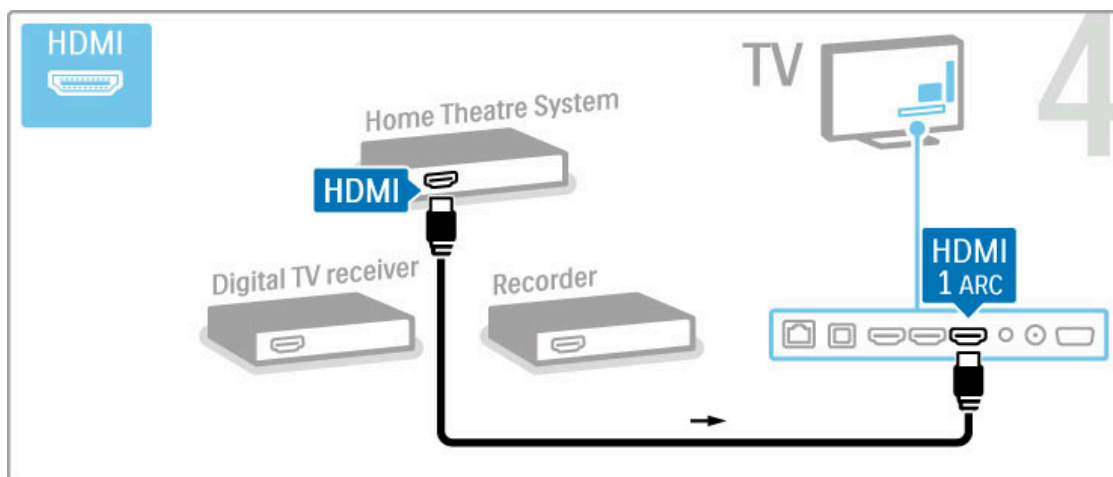 HDMI
TV
4
Home Theatre System
HDMI
Digital TV receiver
Recorder
HDMI
1 ARC